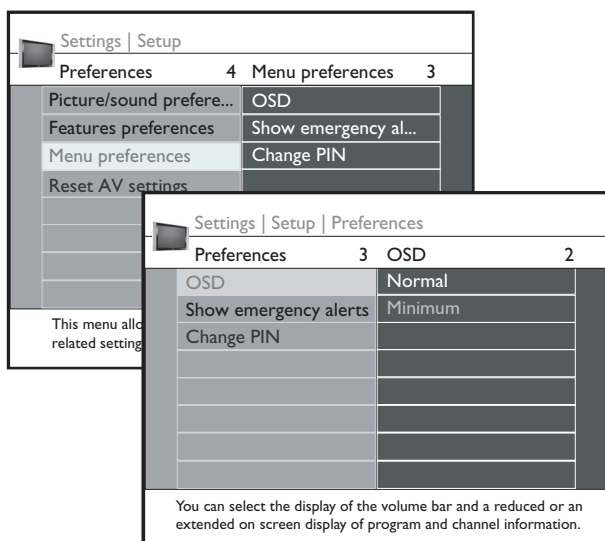 Settings | Setup
Preferences 4 Menu preferences 3
Picture/sound prefere... OSD
Features preferences Show emergency al...
Menu preferences Change PIN
Reset AV settings
This menu allo
related setting
Settings | Setup | Preferences
Preferences 3 OSD 2
OSD Normal
Show emergency alerts Minimum
Change PIN
You can select the display of the volume bar and a reduced or an
extended on screen display of program and channel information.